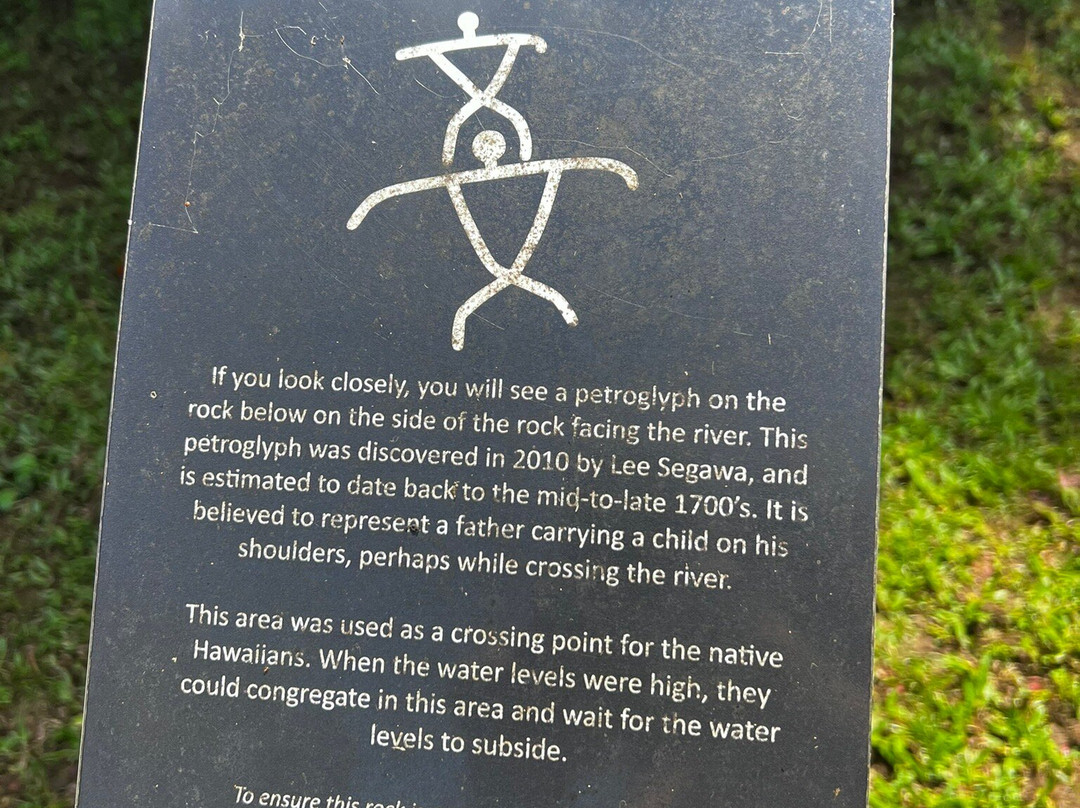 If you look closely, you will see a petroglyph on the
rock below on the side of the rock facing the river. This
petroglyph was discovered in 2010 by Lee Segawa, and
is estimated to date back to the mid-to-late 1700's. It is
believed to represent a father carrying a child on his
shoulders, perhaps while crossing the river.
This area was used as a crossing point for the native
Hawaiians. When the water levels were high, they
could congregate in this area and wait for the water
levels to subside.
To ensure this rock